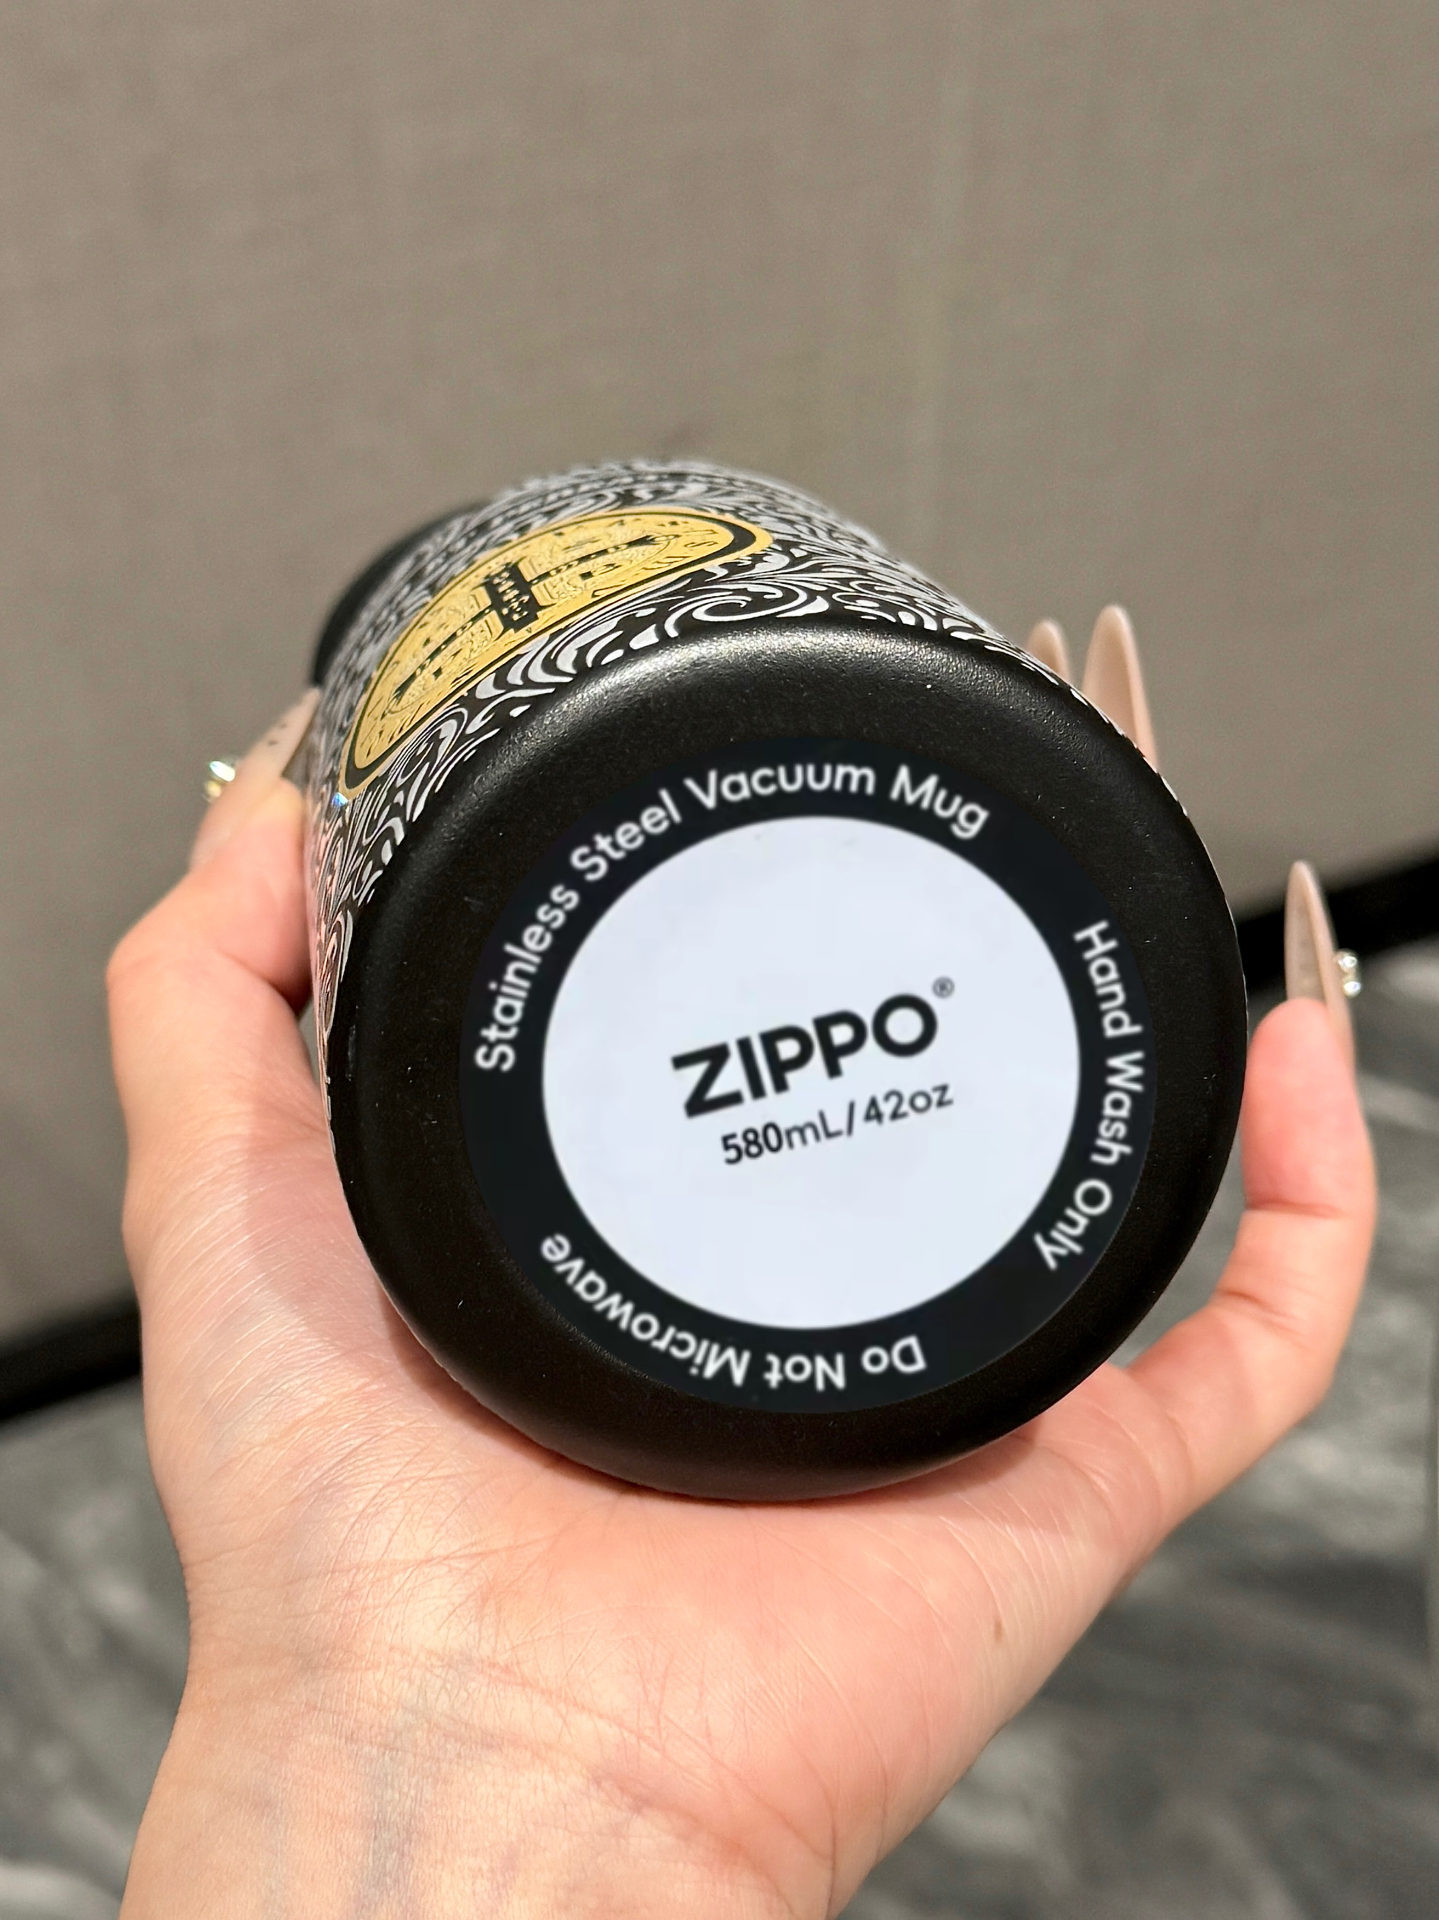 Stainless Steel Vacuum Mug
Hand Wash Only
Do Not Microwave
ZIPPO®
580mL/42oz